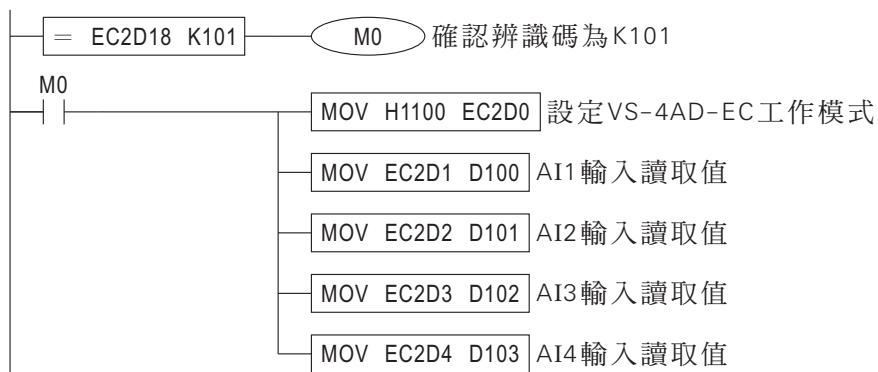 = EC2D18 K101 M0 確認辨識碼為K101
M0
MOV H1100 EC2D0 設定VS-4AD-EC工作模式
MOV EC2D1 D100 AI1輸入讀取值
MOV EC2D2 D101 AI2輸入讀取值
MOV EC2D3 D102 AI3輸入讀取值
MOV EC2D4 D103 AI4輸入讀取值